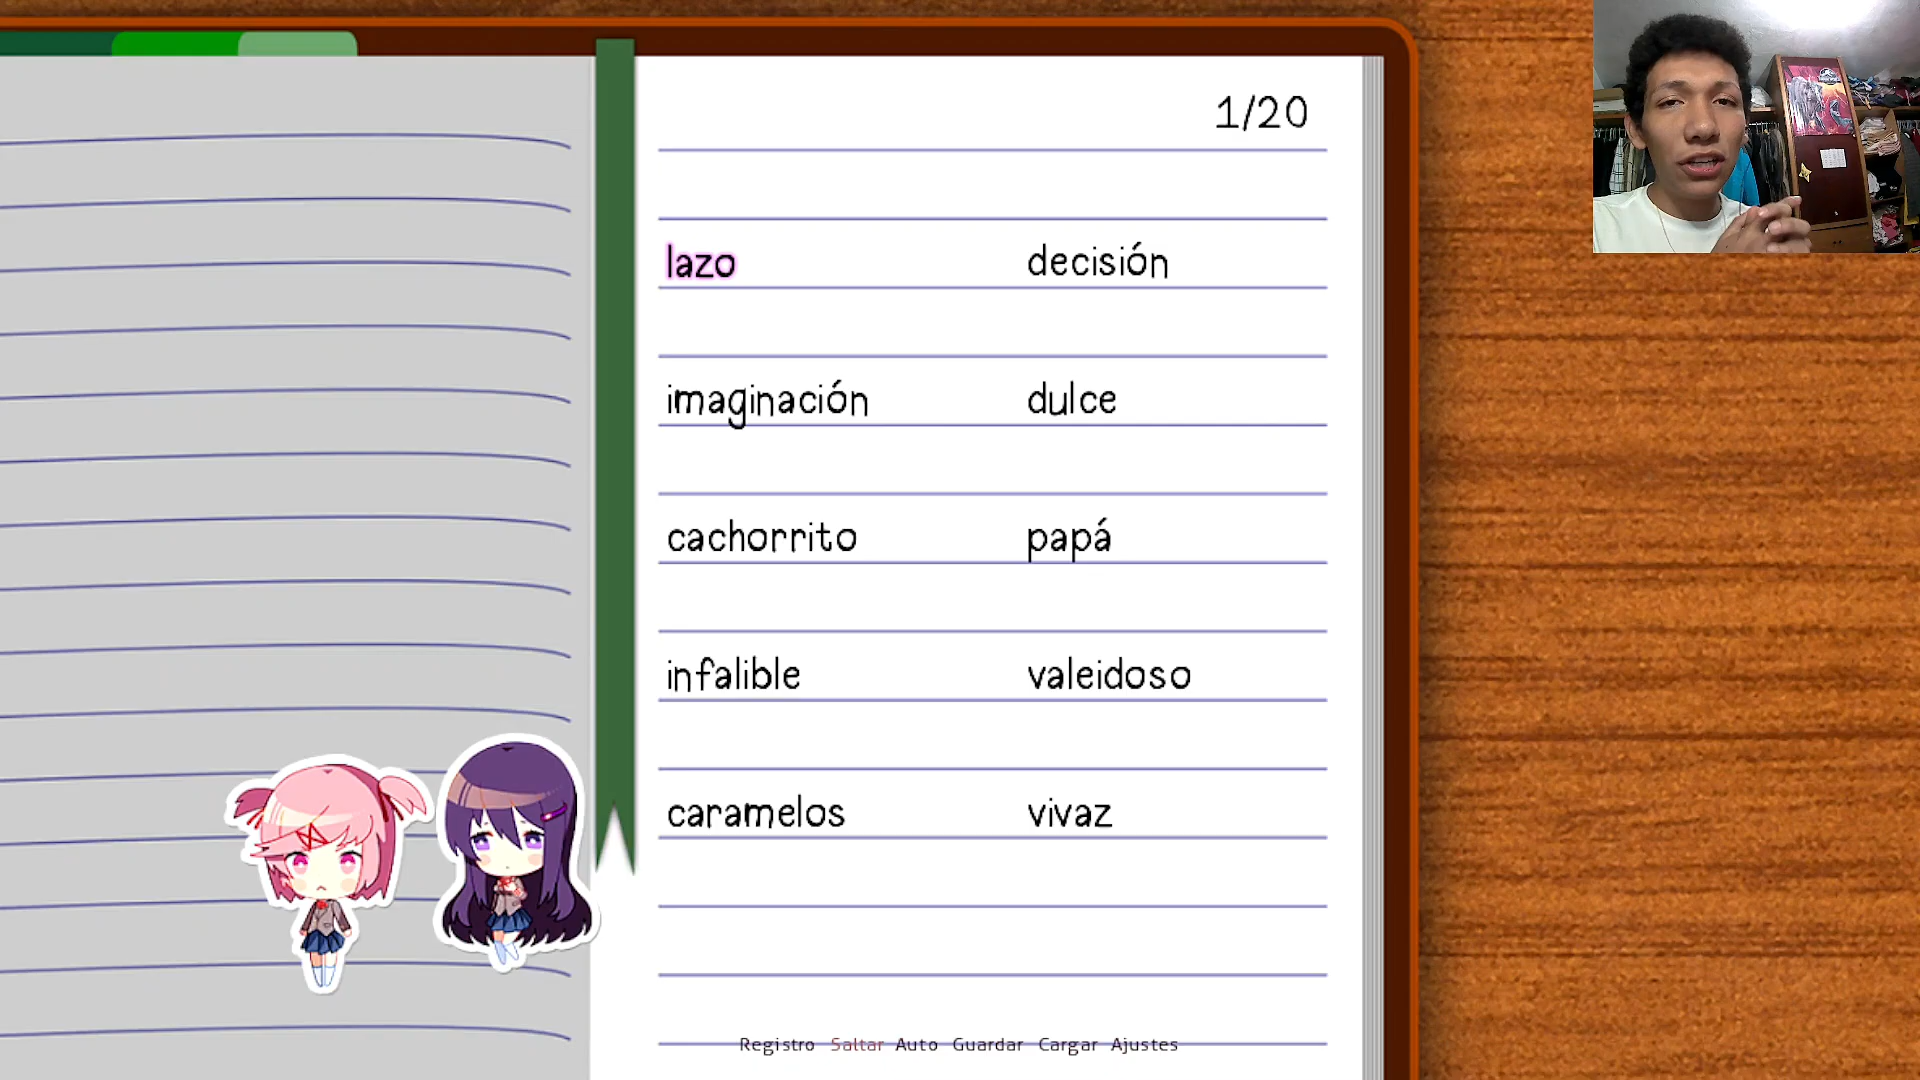 1/20
lazo decisión
imaginación dulce
cachorrito papá
infalible valeidoso
caramelos vivaz
Registro Saltar Auto Guardar Cargar Ajustes